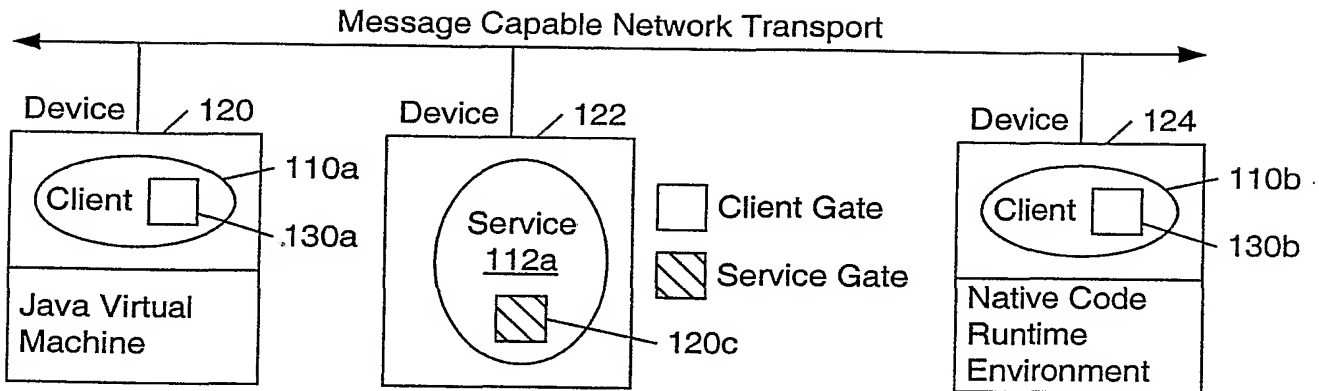 Message Capable Network Transport
Device
120
Device
122
Device
124
Client
110a
130a
Java Virtual
Machine
Service
112a
120c
Client Gate
Service Gate
Client
110b
130b
Native Code
Runtime
Environment